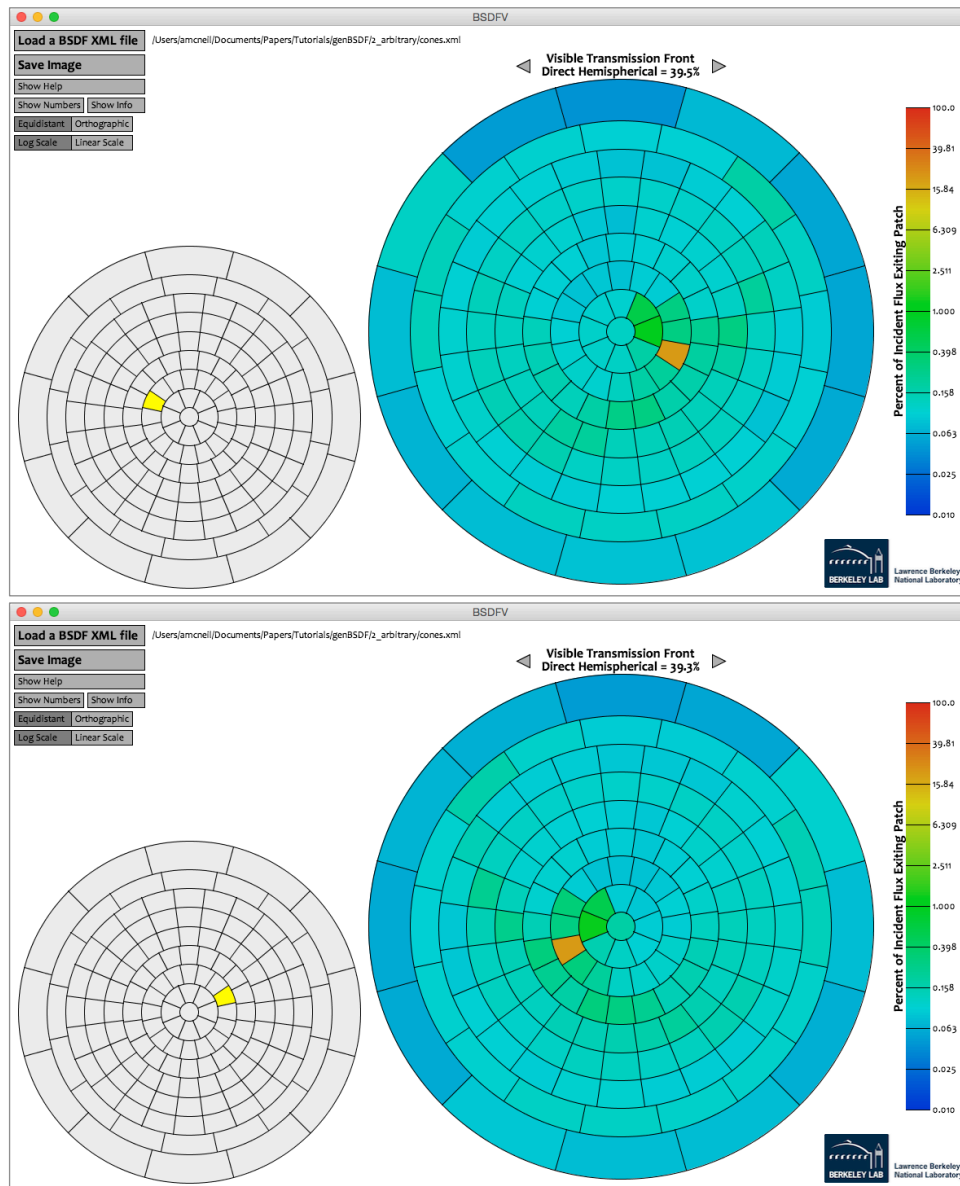 BSDFV
Load a BSDF XML file /Users/amcneil/Documents/Papers/Tutorials/genBSDF/2_arbitrary/cones.xml
Save Image
Show Help
Show Numbers Show Info
Equidistant Orthographic
Log Scale Linear Scale
Visible Transmission Front
Direct Hemispherical = 39.5%
Percent of Incident Flux Exiting Patch
100.0
39.81
15.84
6.309
2.511
1.000
0.398
0.158
0.063
0.025
0.010
BERKELEY LAB
Lawrence Berkeley
National Laboratory
BSDFV
Load a BSDF XML file /Users/amcneil/Documents/Papers/Tutorials/genBSDF/2_arbitrary/cones.xml
Save Image
Show Help
Show Numbers Show Info
Equidistant Orthographic
Log Scale Linear Scale
Visible Transmission Front
Direct Hemispherical = 39.3%
Percent of Incident Flux Exiting Patch
100.0
39.81
15.84
6.309
2.511
1.000
0.398
0.158
0.063
0.025
0.010
BERKELEY LAB
Lawrence Berkeley
National Laboratory